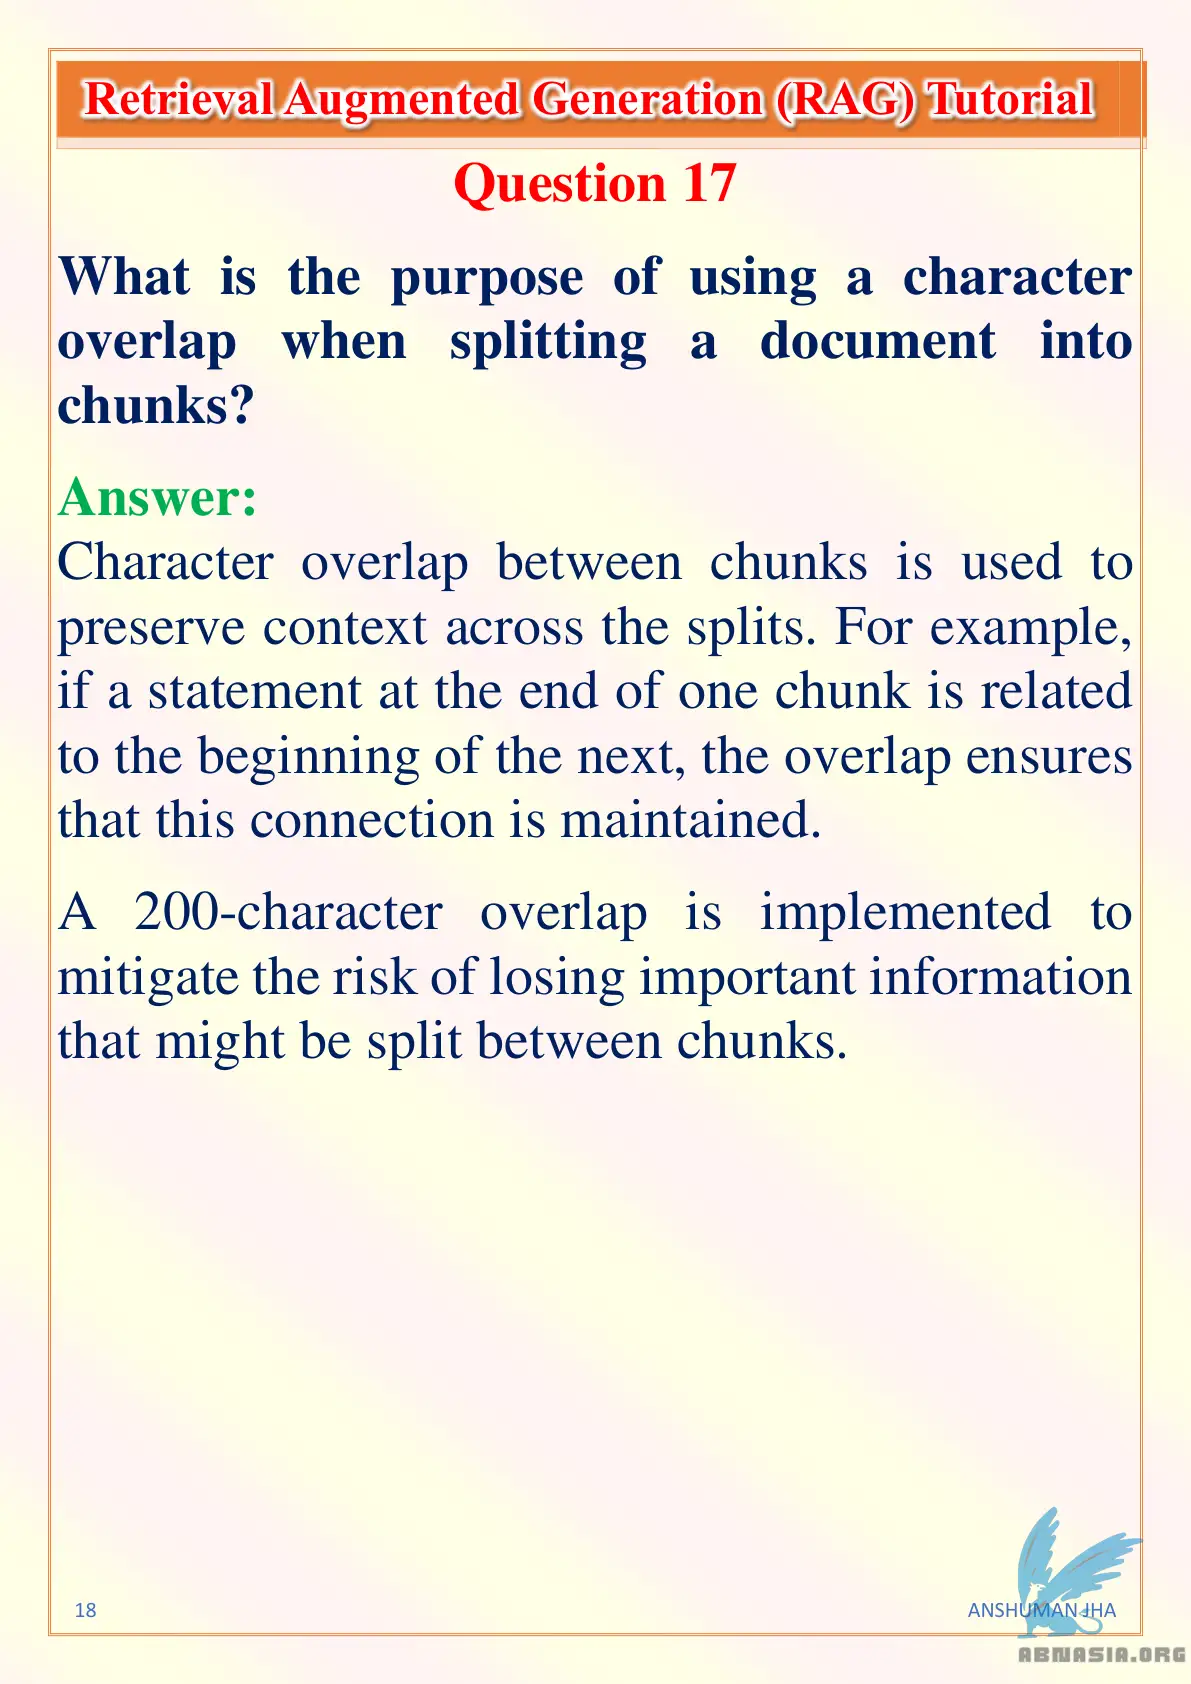 Retrieval Augmented Generation (RAG) Tutorial
Question 17
What is the purpose of using a character
overlap when splitting a document into
chunks?
Answer:
Character overlap between chunks is used to
preserve context across the splits. For example,
if a statement at the end of one chunk is related
to the beginning of the next, the overlap ensures
that this connection is maintained.
A 200-character overlap is implemented to
mitigate the risk of losing important information
that might be split between chunks.
18
ANSHUMAN JHA
ABNASIA.ORG